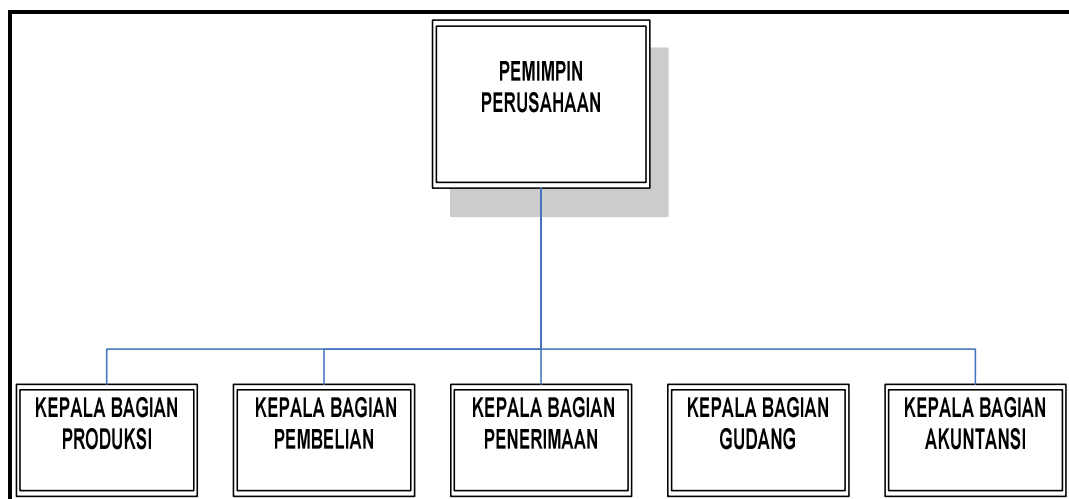 PEMIMPIN
PERUSAHAAN
KEPALA BAGIAN
PRODUKSI
KEPALA BAGIAN
PEMBELIAN
KEPALA BAGIAN
PENERIMAAN
KEPALA BAGIAN
GUDANG
KEPALA BAGIAN
AKUNTANSI